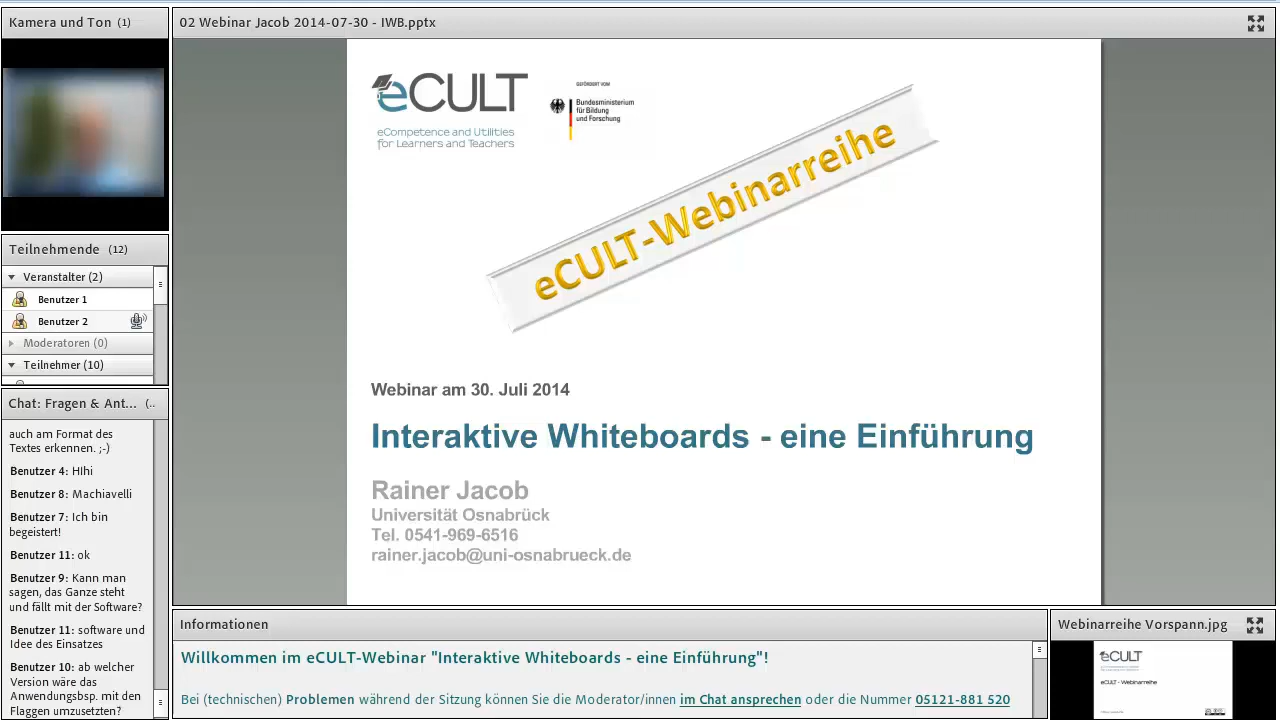 Kamera und Ton (1)
Teilnehmende (12)
Veranstalter (2)
Benutzer 1
Benutzer 2
Moderatoren (0)
Teilnehmer (10)
Chat: Fragen & Ant... (..
auch am Format des
Textes erkennen. ;-)
Benutzer 4: HIhi
Benutzer 8: Machiavelli
Benutzer 7: Ich bin
begeistert!
Benutzer 11: ok
Benutzer 9: Kann man
sagen, das Ganze steht
und fällt mit der Software?
Benutzer 11: software und
Idee des Einsatzes
Benutzer 10: ab welcher
Version wäre das
Anwendungsbsp. mit den
Flaggen umzusetzten?
02 Webinar Jacob 2014-07-30 - IWB.pptx
eCULT
eCompetence and Utilities
for Learners and Teachers
GEFÖRDERT VOM
Bundesministerium
für Bildung
und Forschung
eCULT-Webinarreihe
Webinar am 30. Juli 2014
Interaktive Whiteboards - eine Einführung
Rainer Jacob
Universität Osnabrück
Tel. 0541-969-6516
rainer.jacob@uni-osnabrueck.de
Informationen
Willkommen im eCULT-Webinar "Interaktive Whiteboards - eine Einführung"!
Bei (technischen) Problemen während der Sitzung können Sie die Moderator/innen im Chat ansprechen oder die Nummer 05121-881 520
Webinarreihe Vorspann.jpg
eCULT
eCULT - Webinarreihe